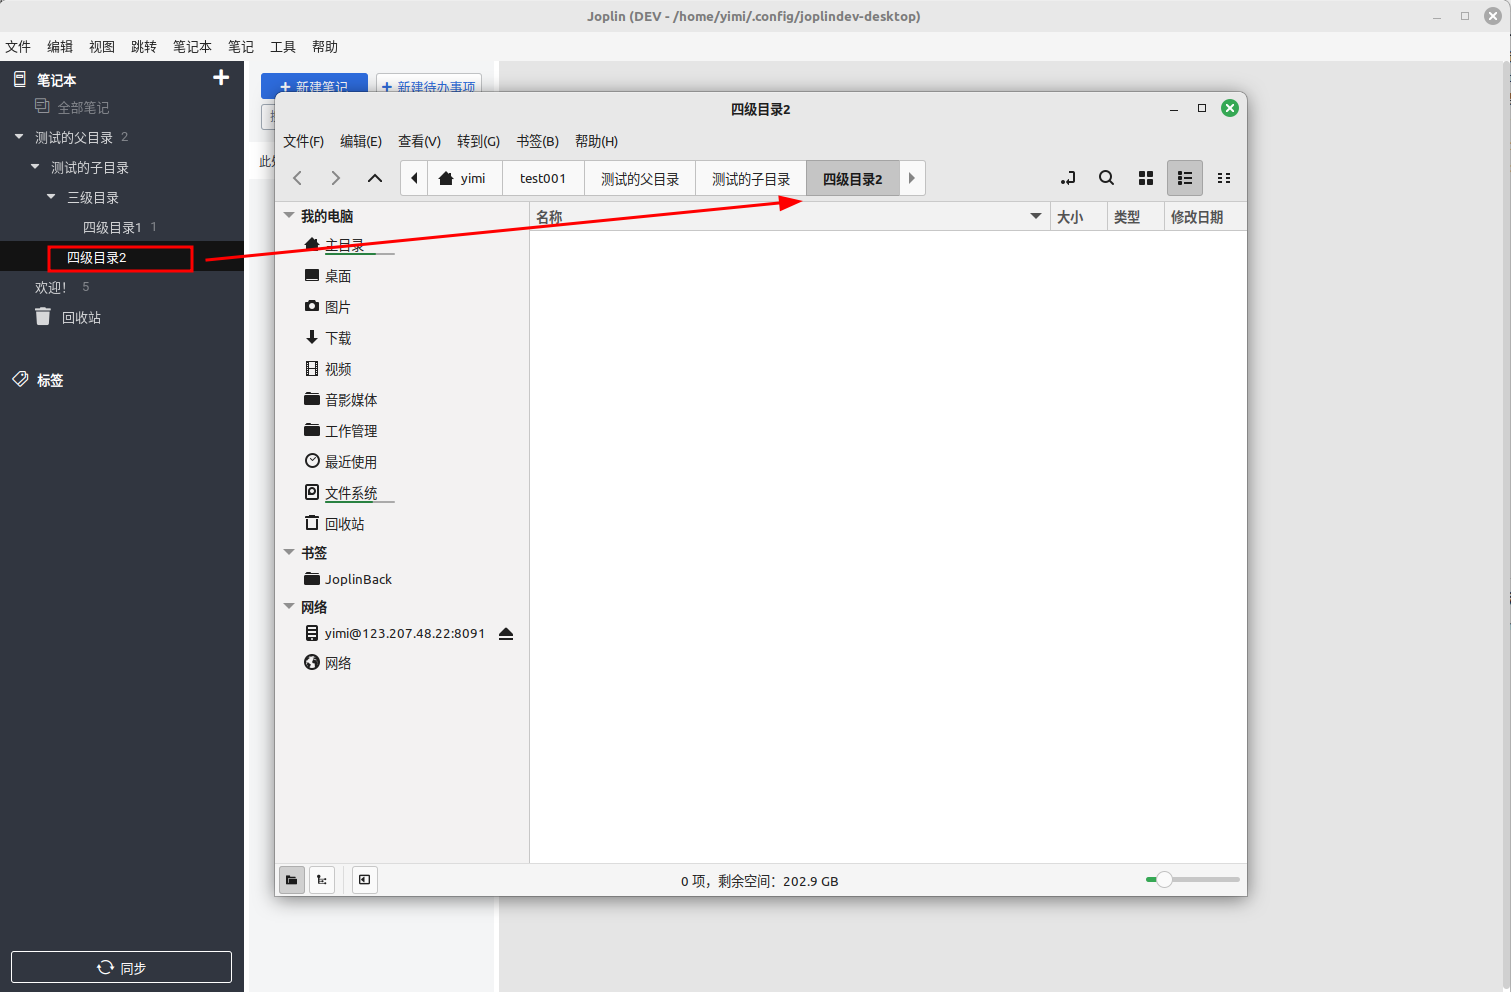 Joplin (DEV - /home/yimi/.config/joplindev-desktop)
文件 编辑 视图 跳转 笔记本 笔记 工具 帮助
笔记本
全部笔记
测试的父目录 2
测试的子目录
三级目录
四级目录1 1
四级目录2
欢迎! 5
回收站
标签
同步
+ 新建笔记
+ 新建待办事项
四级目录2
文件(F) 编辑(E) 查看(V) 转到(G) 书签(B) 帮助(H)
yimi test001 测试的父目录 测试的子目录 四级目录2
我的电脑
主目录
桌面
图片
下载
视频
音影媒体
工作管理
最近使用
文件系统
回收站
书签
JoplinBack
网络
yimi@123.207.48.22:8091
网络
名称 大小 类型 修改日期
0 项，剩余空间：202.9 GB